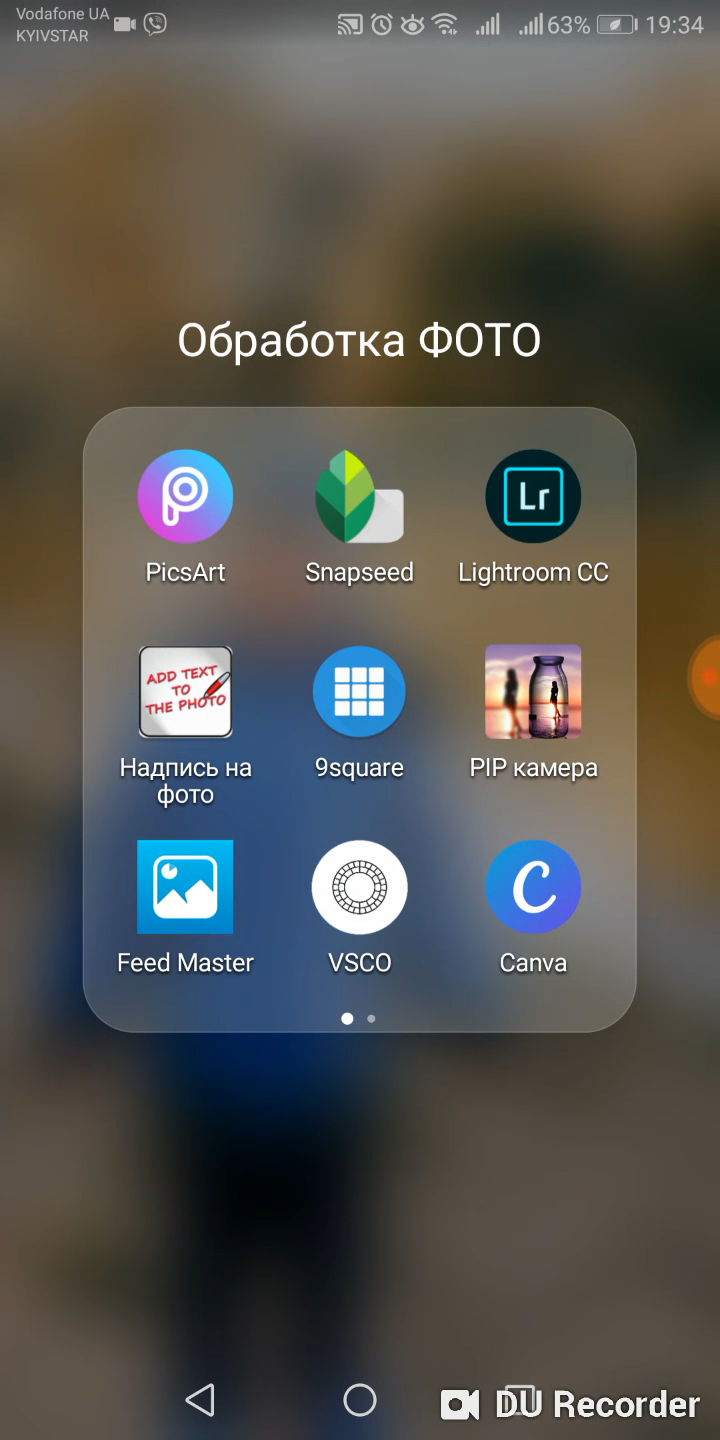 Vodafone UA
KYIVSTAR
63% 19:34
Обработка ФОТО
PicsArt
Snapseed
Lr
Lightroom CC
ADD TEXT
TO
THE PHOTO
Надпись на
фото
9square
PIP камера
Feed Master
VSCO
C
Canva
DU Recorder